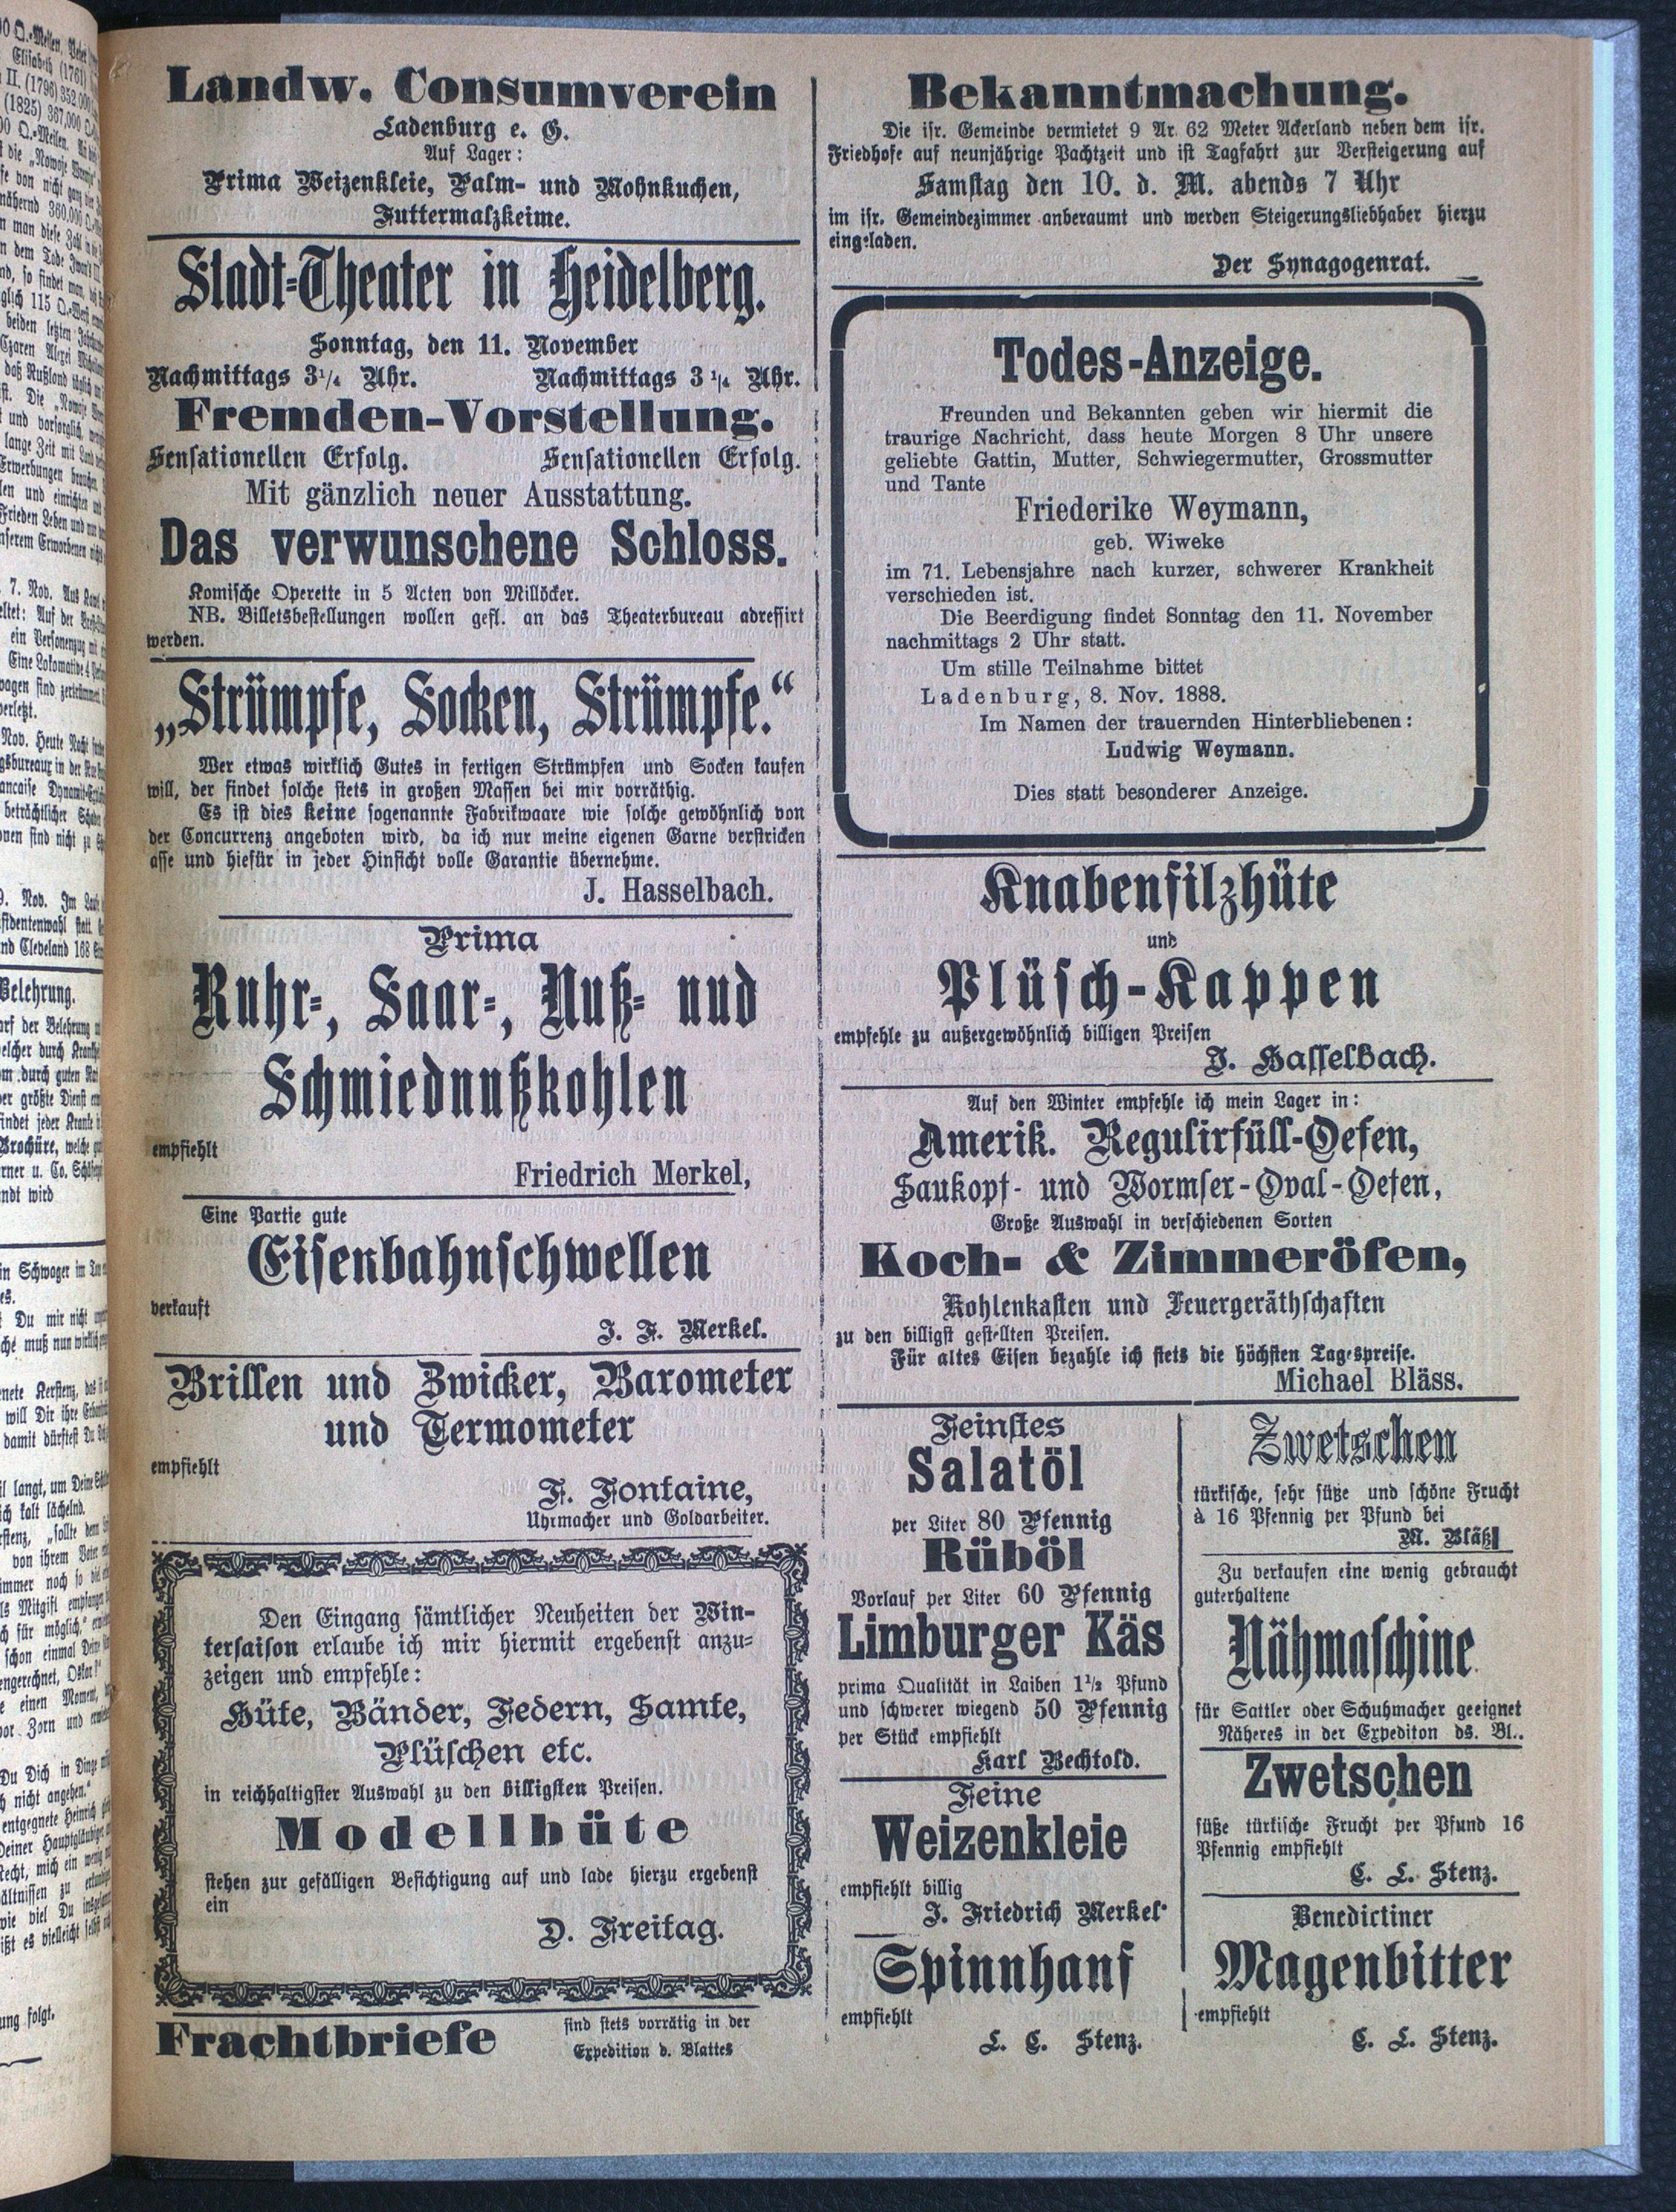 Landw. Consumverein
Ladenburg e. G.
Auf Lager:
Prima Weizenkleie, Palm- und Mohnkuchen,
Futtermalzkeime.
Stadt-Theater in Heidelberg.
Sonntag, den 11. November
Nachmittags 3¼ Uhr. Nachmittags 3¼ Uhr.
Fremden-Vorstellung.
Sensationellen Erfolg. Sensationellen Erfolg.
Mit gänzlich neuer Ausstattung.
Das verwunschene Schloss.
Komische Operette in 5 Acten von Millöcker.
NB. Billetsbestellungen wollen gefl. an das Theaterbureau adressirt
werden.
„Strümpfe, Socken, Strümpfe.“
Wer etwas wirklich Gutes in fertigen Strümpfen und Socken kaufen
will, der findet solche stets in großen Massen bei mir vorräthig.
Es ist dies keine sogenannte Fabrikwaare wie solche gewöhnlich von
der Concurrenz angeboten wird, da ich nur meine eigenen Garne verstricken
asse und hiefür in jeder Hinsicht volle Garantie übernehme.
J. Hasselbach.
Prima
Ruhr-, Saar-, Nuß- und
Schmiednußkohlen
empfiehlt
Friedrich Merkel,
Eine Partie gute
Eisenbahnschwellen
verkauft
J. F. Merkel.
Brillen und Zwicker, Barometer
und Termometer
empfiehlt
F. Fontaine,
Uhrmacher und Goldarbeiter.
Den Eingang sämtlicher Neuheiten der Win-
tersaison erlaube ich mir hiermit ergebenst anzu-
zeigen und empfehle:
Hüte, Bänder, Federn, Samte,
Plüschen etc.
in reichhaltigster Auswahl zu den billigsten Preisen.
Modellhüte
stehen zur gefälligen Besichtigung auf und lade hierzu ergebenst
ein
D. Freitag.
Frachtbriefe
sind stets vorrätig in der
Expedition d. Blattes
Bekanntmachung.
Die isr. Gemeinde vermietet 9 Ar 62 Meter Ackerland neben dem isr.
Friedhofe auf neunjährige Pachtzeit und ist Tagfahrt zur Versteigerung auf
Samstag den 10. d. M. abends 7 Uhr
im isr. Gemeindezimmer anberaumt und werden Steigerungsliebhaber hierzu
eingeladen.
Der Synagogenrat.
Todes-Anzeige.
Freunden und Bekannten geben wir hiermit die
traurige Nachricht, dass heute Morgen 8 Uhr unsere
geliebte Gattin, Mutter, Schwiegermutter, Grossmutter
und Tante
Friederike Weymann,
geb. Wiweke
im 71. Lebensjahre nach kurzer, schwerer Krankheit
verschieden ist.
Die Beerdigung findet Sonntag den 11. November
nachmittags 2 Uhr statt.
Um stille Teilnahme bittet
Ladenburg, 8. Nov. 1888.
Im Namen der trauernden Hinterbliebenen:
Ludwig Weymann.
Dies statt besonderer Anzeige.
Knabenfilzhüte
und
Plüsch-Kappen
empfehle zu außergewöhnlich billigen Preisen
J. Hasselbach.
Auf den Winter empfehle ich mein Lager in:
Amerik. Regulirfüll-Oefen,
Saukopf- und Wormser-Oval-Oefen,
Große Auswahl in verschiedenen Sorten
Koch- & Zimmeröfen,
Kohlenkasten und Feuergeräthschaften
zu den billigst gestellten Preisen.
Für altes Eisen bezahle ich stets die höchsten Tagespreise.
Michael Bläss.
Feinstes
Salatöl
per Liter 80 Pfennig
Rüböl
Vorlauf per Liter 60 Pfennig
Limburger Käs
prima Qualität in Laiben 1½ Pfund
und schwerer wiegend 50 Pfennig
per Stück empfiehlt
Karl Bechtold.
Feine
Weizenkleie
empfiehlt billig
J. Friedrich Merkel
Spinnhanf
empfiehlt
L. C. Stenz.
Zwetschen
türkische, sehr süße und schöne Frucht
à 16 Pfennig per Pfund bei
M. Bläß
Zu verkaufen eine wenig gebraucht
guterhaltene
Nähmaschine
für Sattler oder Schuhmacher geeignet
Näheres in der Expediton ds. Bl..
Zwetschen
süße türkische Frucht per Pfund 16
Pfennig empfiehlt
C. L. Stenz.
Benedictiner
Magenbitter
empfiehlt
C. L. Stenz.